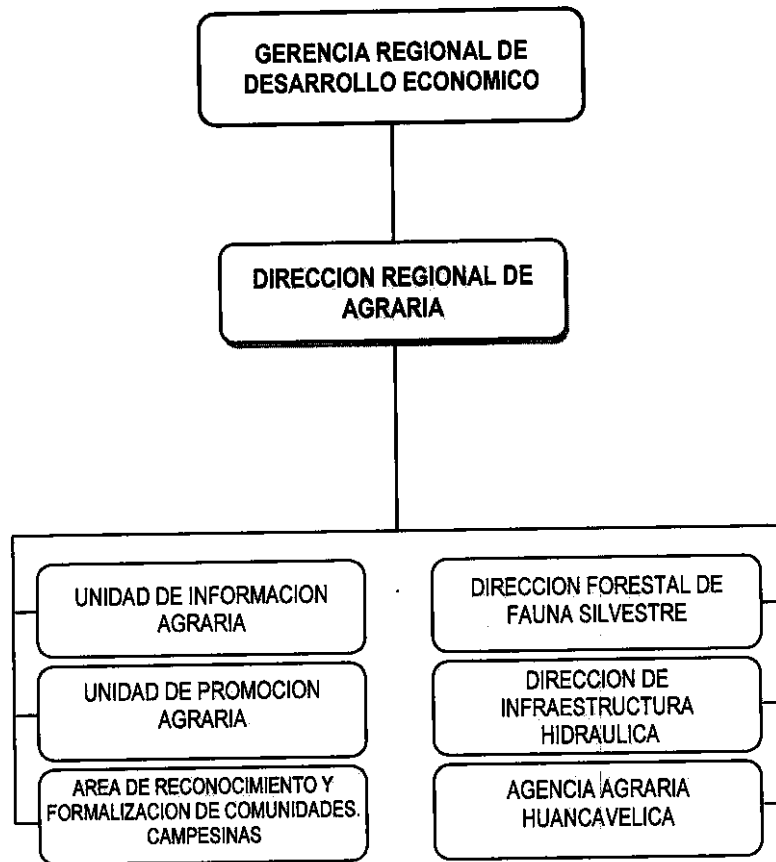 GERENCIA REGIONAL DE
DESARROLLO ECONOMICO
DIRECCION REGIONAL DE
AGRARIA
UNIDAD DE INFORMACION
AGRARIA
UNIDAD DE PROMOCION
AGRARIA
AREA DE RECONOCIMIENTO Y
FORMALIZACION DE COMUNIDADES.
CAMPESINAS
DIRECCION FORESTAL DE
FAUNA SILVESTRE
DIRECCION DE
INFRAESTRUCTURA
HIDRAULICA
AGENCIA AGRARIA
HUANCAVELICA